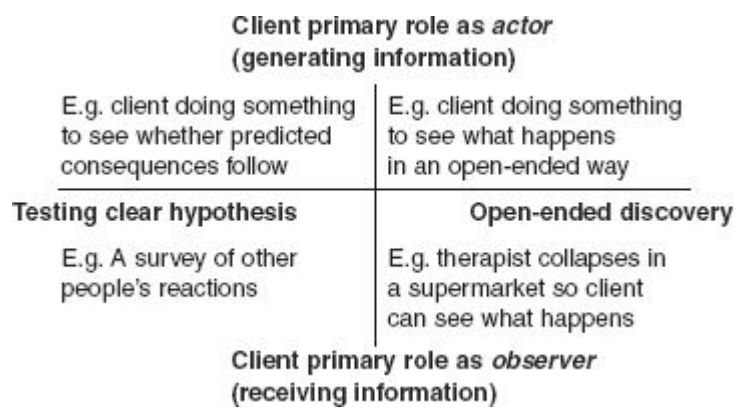 Client primary role as actor
(generating information)
E.g. client doing something
to see whether predicted
consequences follow
E.g. client doing something
to see what happens
in an open-ended way
Testing clear hypothesis
Open-ended discovery
E.g. A survey of other
people's reactions
E.g. therapist collapses in
a supermarket so client
can see what happens
Client primary role as observer
(receiving information)